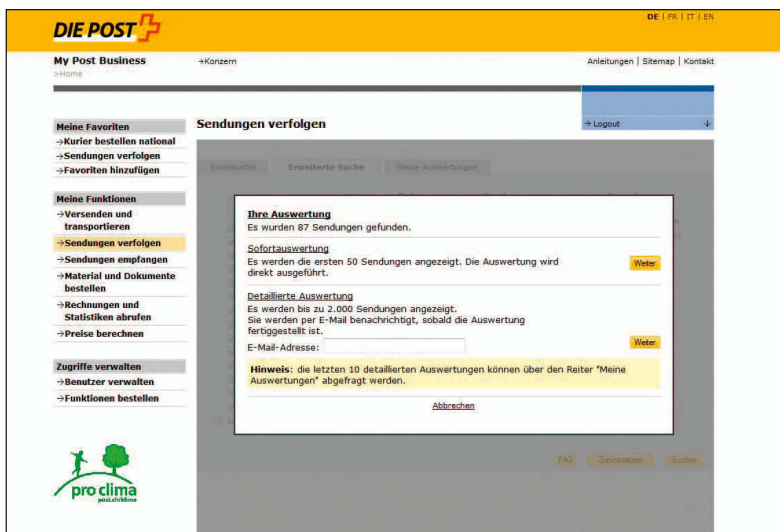 DIE POST
DE | FR | IT | EN
My Post Business
→Konzern
Anleitungen | Sitemap | Kontakt
>Home
Meine Favoriten
→Kurier bestellen national
→Sendungen verfolgen
→Favoriten hinzufügen
Meine Funktionen
→Versenden und
transportieren
→Sendungen verfolgen
→Sendungen empfangen
→Material und Dokumente
bestellen
→Rechnungen und
Statistiken abrufen
→Preise berechnen
Zugriffe verwalten
→Benutzer verwalten
→Funktionen bestellen
pro clima
post.ch/klima
Sendungen verfolgen
→ Logout
Einzelsuche Erweiterte Suche Meine Auswertungen
Ihre Auswertung
Es wurden 87 Sendungen gefunden.
Sofortauswertung
Es werden die ersten 50 Sendungen angezeigt. Die Auswertung wird
direkt ausgeführt.
Weiter
Detaillierte Auswertung
Es werden bis zu 2.000 Sendungen angezeigt.
Sie werden per E-Mail benachrichtigt, sobald die Auswertung
fertiggestellt ist.
E-Mail-Adresse:
Weiter
Hinweis: die letzten 10 detaillierten Auswertungen können über den Reiter "Meine
Auswertungen" abgefragt werden.
Abbrechen
FAQ Zurücksetzen Suchen